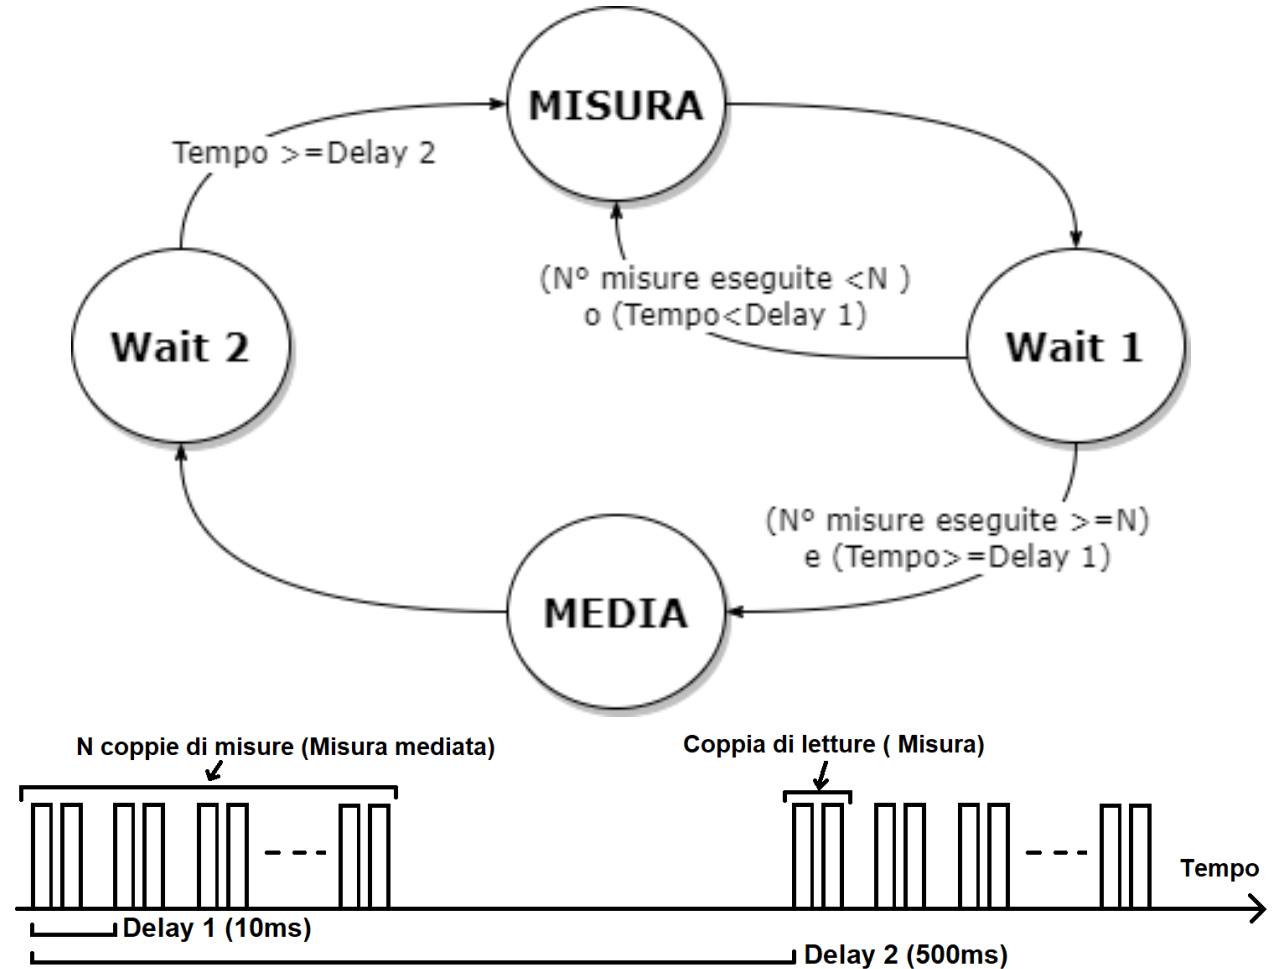 MISURA
Tempo >=Delay 2
(N° misure eseguite <N )
o (Tempo<Delay 1)
Wait 2
Wait 1
(N° misure eseguite >=N)
e (Tempo>=Delay 1)
MEDIA
N coppie di misure (Misura mediata)
Coppia di letture ( Misura)
Tempo
Delay 1 (10ms)
Delay 2 (500ms)